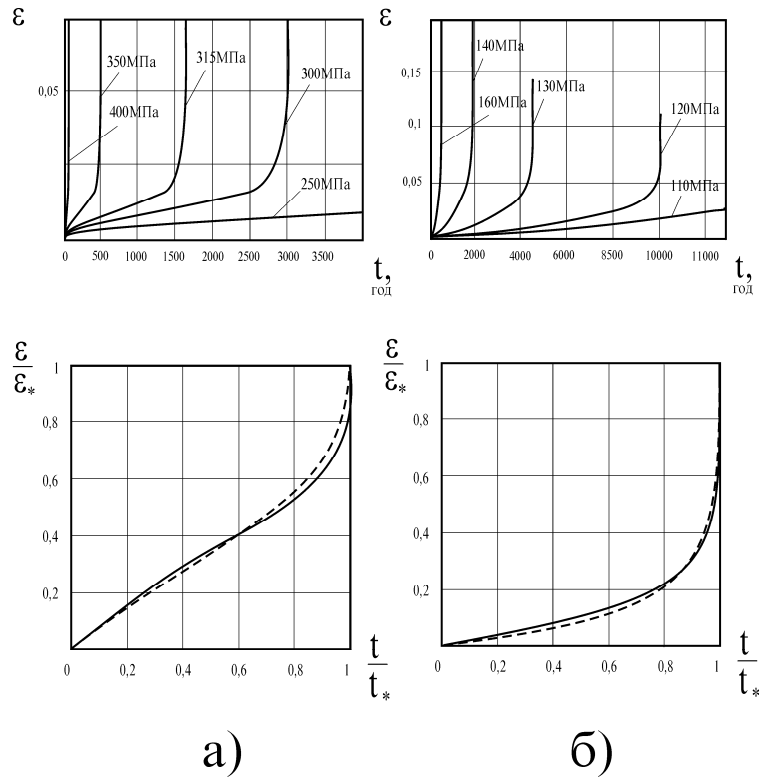 ε
0,05
350МПа
315МПа
300МПа
400МПа
250МПа
0 500 1000 1500 2000 2500 3000 3500
t,
год
ε
0,15
0,1
0,05
140МПа
160МПа
130МПа
120МПа
110МПа
0 2000 4000 6000 8500 10000 11000
t,
год
ε
ε*
1
0,8
0,6
0,4
0,2
0 0,2 0,4 0,6 0,8 1
t
t*
ε
ε*
1
0,8
0,6
0,4
0,2
0 0,2 0,4 0,6 0,8 1
t
t*
а)
б)